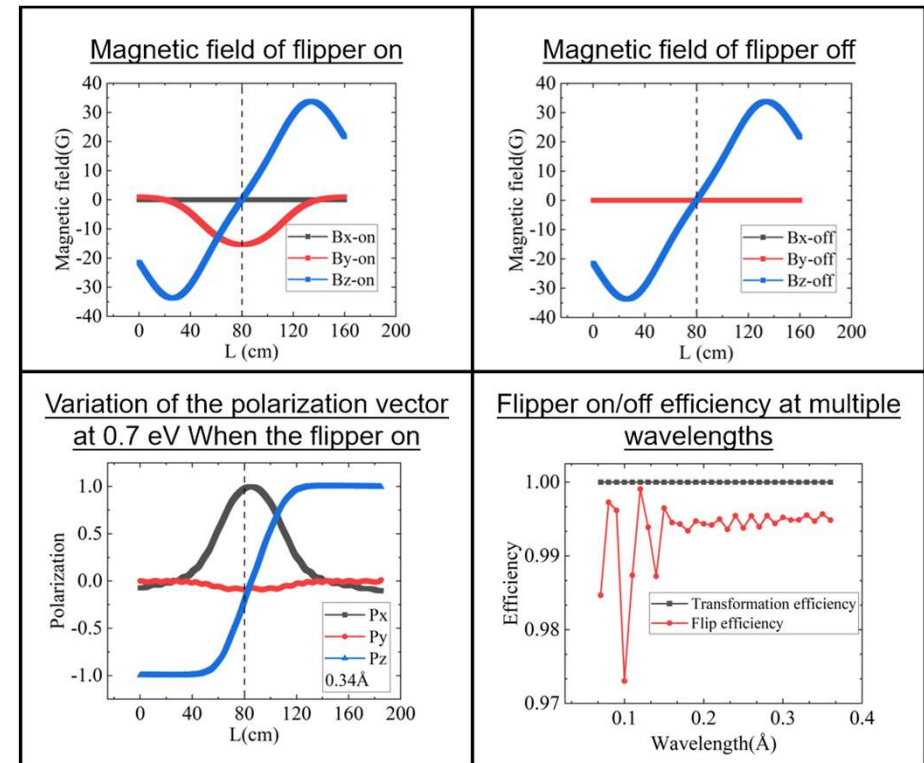 Magnetic field of flipper on
40
30
20
10
0
-10
-20
-30
-40
Magnetic field(G)
Bx-on
By-on
Bz-on
0 40 80 120 160 200
L (cm)
Magnetic field of flipper off
40
30
20
10
0
-10
-20
-30
-40
Magnetic field(G)
Bx-off
By-off
Bz-off
0 40 80 120 160 200
L (cm)
Variation of the polarization vector
at 0.7 eV When the flipper on
1.0
0.5
0.0
-0.5
-1.0
Polarization
Px
Py
Pz
0.34Å
0 40 80 120 160 200
L(cm)
Flipper on/off efficiency at multiple
wavelengths
1.00
0.99
0.98
0.97
Efficiency
Transformation efficiency
Flip efficiency
0.1 0.2 0.3 0.4
Wavelength(Å)